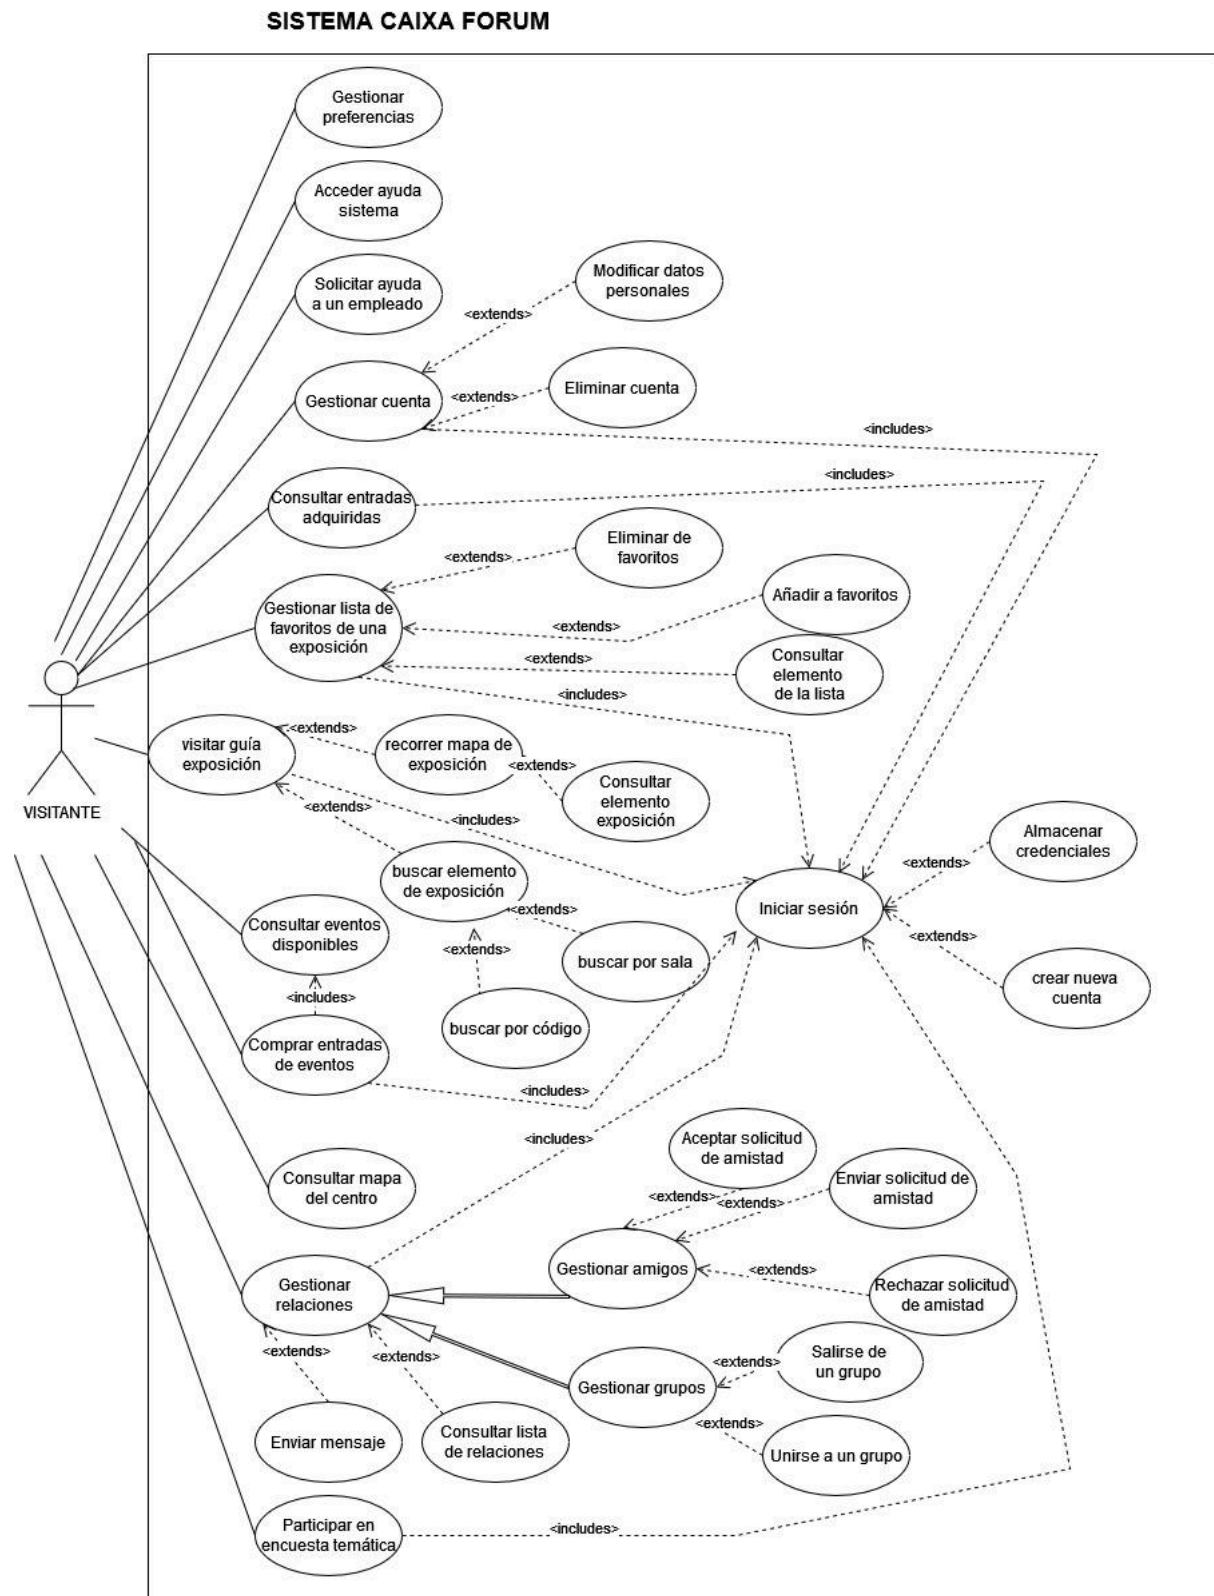 SISTEMA CAIXA FORUM
Gestionar
preferencias
Acceder ayuda
sistema
Solicitar ayuda
a un empleado
Modificar datos
personales
<extends>
Gestionar cuenta
Eliminar cuenta
<extends>
<includes>
Consultar entradas
adquiridas
<includes>
Eliminar de
favoritos
<extends>
Gestionar lista de
favoritos de una
exposición
Añadir a favoritos
<extends>
Consultar
elemento
de la lista
<extends>
<includes>
visitar guía
exposición
<extends>
recorrer mapa de
exposición
<extends>
Consultar
elemento
exposición
VISITANTE
<extends>
<includes>
buscar elemento
de exposición
Almacenar
credenciales
<extends>
Iniciar sesión
<extends>
crear nueva
cuenta
Consultar eventos
disponibles
<extends>
<extends>
buscar por sala
<includes>
buscar por código
Comprar entradas
de eventos
<includes>
<includes>
Aceptar solicitud
de amistad
Consultar mapa
del centro
<extends>
<extends>
Enviar solicitud de
amistad
Gestionar
relaciones
Gestionar amigos
<extends>
Rechazar solicitud
de amistad
<extends>
<extends>
Gestionar grupos
<extends>
Salirse de
un grupo
<extends>
Enviar mensaje
Consultar lista
de relaciones
Unirse a un grupo
Participar en
encuesta temática
<includes>